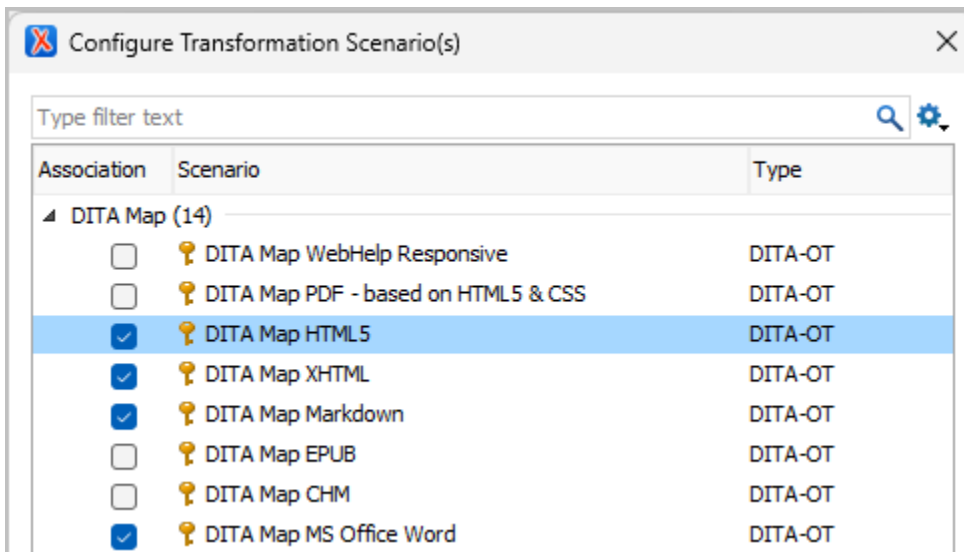 Configure Transformation Scenario(s)
Type filter text
Association Scenario Type
DITA Map (14)
DITA Map WebHelp Responsive DITA-OT
DITA Map PDF - based on HTML5 & CSS DITA-OT
DITA Map HTML5 DITA-OT
DITA Map XHTML DITA-OT
DITA Map Markdown DITA-OT
DITA Map EPUB DITA-OT
DITA Map CHM DITA-OT
DITA Map MS Office Word DITA-OT